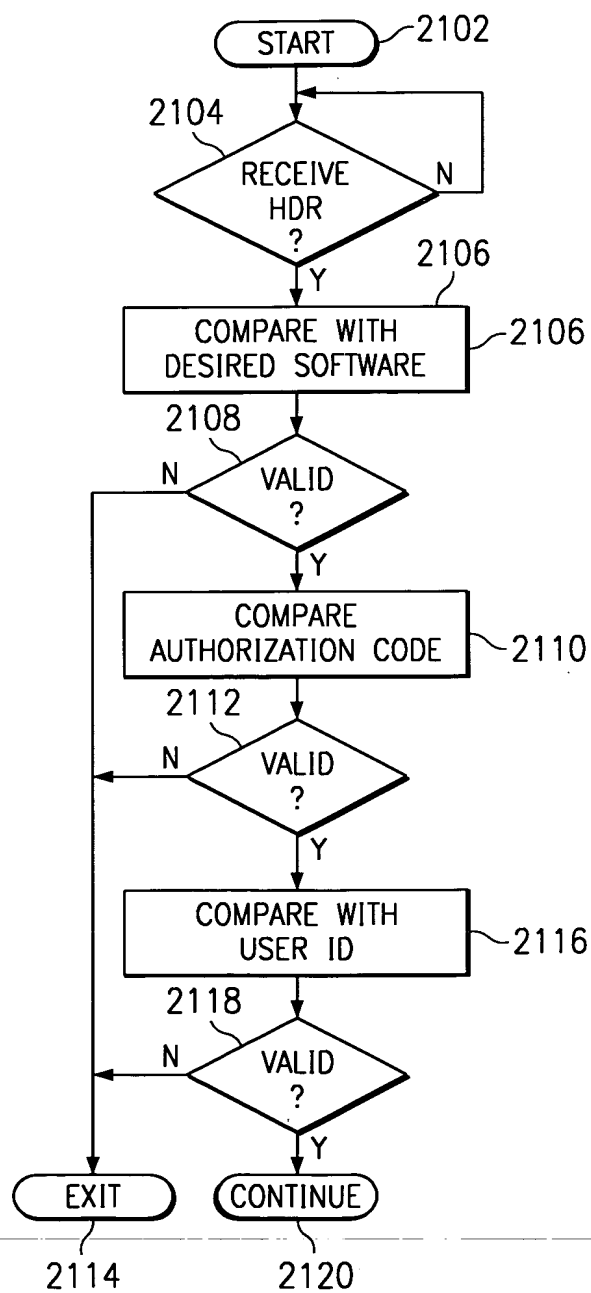 START
2102
2104
RECEIVE
HDR
?
N
Y
2106
COMPARE WITH
DESIRED SOFTWARE
2106
2108
N
VALID
?
Y
COMPARE
AUTHORIZATION CODE
2110
2112
N
VALID
?
Y
COMPARE WITH
USER ID
2116
2118
N
VALID
?
Y
EXIT
CONTINUE
2114
2120